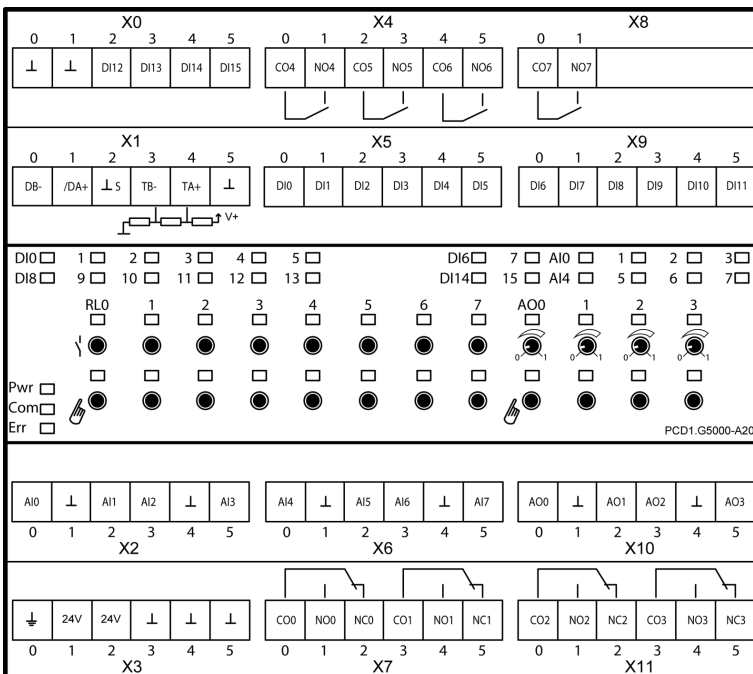 X0 X4 X8
0 1 2 3 4 5 0 1 2 3 4 5 0 1
⊥ ⊥ DI12 DI13 DI14 DI15 CO4 NO4 CO5 NO5 CO6 NO6 CO7 NO7
X1 X5 X9
0 1 2 3 4 5 0 1 2 3 4 5 0 1 2 3 4 5
DB- /DA+ ⊥ S TB- TA+ ⊥ DI0 DI1 DI2 DI3 DI4 DI5 DI6 DI7 DI8 DI9 DI10 DI11
V+
DI0 1 2 3 4 5 DI6 7 AI0 1 2 3
DI8 9 10 11 12 13 DI14 15 AI4 5 6 7
RL0 1 2 3 4 5 6 7 AO0 1 2 3
0 1 0 1 0 1 0 1
Pwr
Com
Err
PCD1.G5000-A20
AI0 ⊥ AI1 AI2 ⊥ AI3 AI4 ⊥ AI5 AI6 ⊥ AI7 AO0 ⊥ AO1 AO2 ⊥ AO3
0 1 2 3 4 5 0 1 2 3 4 5 0 1 2 3 4 5
X2 X6 X10
24V 24V ⊥ ⊥ ⊥ CO0 NO0 NC0 CO1 NO1 NC1 CO2 NO2 NC2 CO3 NO3 NC3
0 1 2 3 4 5 0 1 2 3 4 5 0 1 2 3 4 5
X3 X7 X11